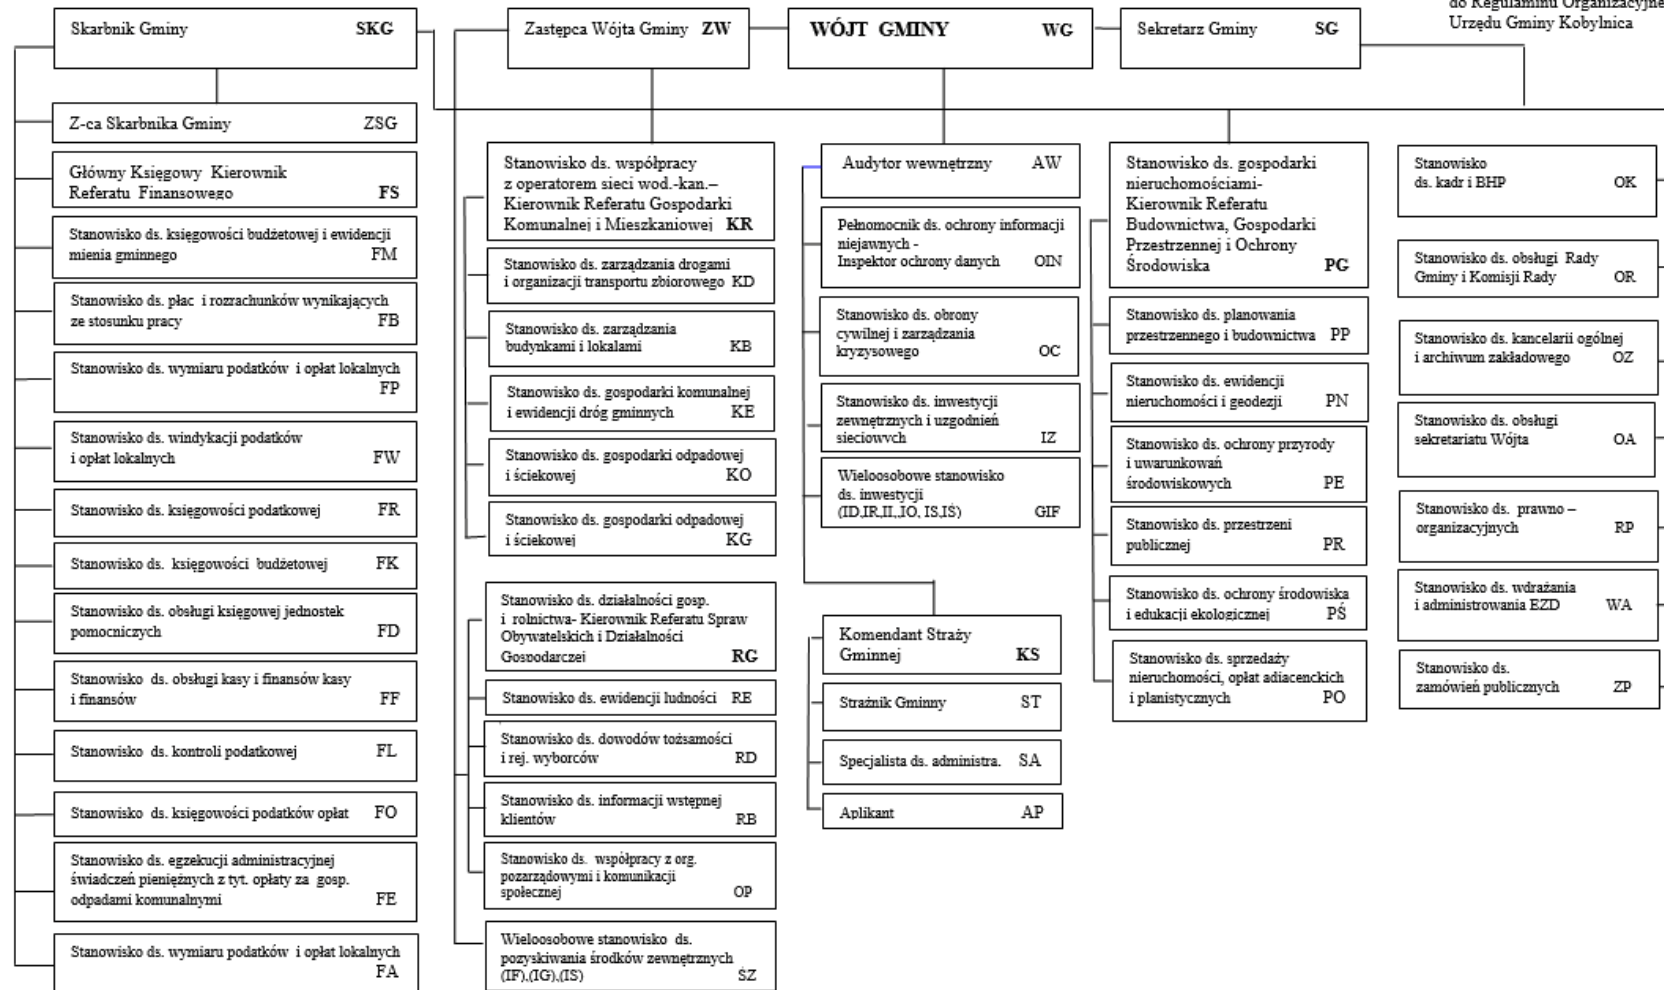 do Regulaminu Organizacyjne
Urzędu Gminy Kobylnica
Skarbnik Gminy SKG
Zastępca Wójta Gminy ZW
WÓJT GMINY WG
Sekretarz Gminy SG
Z-ca Skarbnika Gminy ZSG
Główny Księgowy Kierownik
Referatu Finansowego FS
Stanowisko ds. księgowości budżetowej i ewidencji
mienia gminnego FM
Stanowisko ds. płac i rozrachunków wynikających
ze stosunku pracy FB
Stanowisko ds. wymiaru podatków i opłat lokalnych
FP
Stanowisko ds. windykacji podatków
i opłat lokalnych FW
Stanowisko ds. księgowości podatkowej FR
Stanowisko ds. księgowości budżetowej FK
Stanowisko ds. obsługi księgowej jednostek
pomocniczych FD
Stanowisko ds. obsługi kasy i finansów kasy
i finansów FF
Stanowisko ds. kontroli podatkowej FL
Stanowisko ds. księgowości podatków opłat FO
Stanowisko ds. egzekucji administracyjnej
świadczeń pieniężnych z tyt. opłaty za gosp.
odpadami komunalnymi FE
Stanowisko ds. wymiaru podatków i opłat lokalnych
FA
Stanowisko ds. współpracy
z operatorem sieci wod.-kan.–
Kierownik Referatu Gospodarki
Komunalnej i Mieszkaniowej KR
Stanowisko ds. zarządzania drogami
i organizacji transportu zbiorowego KD
Stanowisko ds. zarządzania
budynkami i lokalami KB
Stanowisko ds. gospodarki komunalnej
i ewidencji dróg gminnych KE
Stanowisko ds. gospodarki odpadowej
i ściekowej KO
Stanowisko ds. gospodarki odpadowej
i ściekowej KG
Stanowisko ds. działalności gosp.
i rolnictwa- Kierownik Referatu Spraw
Obywatelskich i Działalności
Gospodarczej RG
Stanowisko ds. ewidencji ludności RE
Stanowisko ds. dowodów tożsamości
i rej. wyborców RD
Stanowisko ds. informacji wstępnej
klientów RB
Stanowisko ds. współpracy z org.
pozarządowymi i komunikacji
społecznej OP
Wieloosobowe stanowisko ds.
pozyskiwania środków zewnętrznych
(IF),(IG),(IS) ŚZ
Audytor wewnętrzny AW
Pełnomocnik ds. ochrony informacji
niejawnych -
Inspektor ochrony danych OIN
Stanowisko ds. obrony
cywilnej i zarządzania
kryzysowego OC
Stanowisko ds. inwestycji
zewnętrznych i uzgodnień
sieciowych IZ
Wieloosobowe stanowisko
ds. inwestycji
(ID,IR,II,,IO, IS,IŚ) GIF
Komendant Straży
Gminnej KS
Strażnik Gminny ST
Specjalista ds. administra. SA
Aplikant AP
Stanowisko ds. gospodarki
nieruchomościami-
Kierownik Referatu
Budownictwa, Gospodarki
Przestrzennej i Ochrony
Środowiska PG
Stanowisko ds. planowania
przestrzennego i budownictwa PP
Stanowisko ds. ewidencji
nieruchomości i geodezji PN
Stanowisko ds. ochrony przyrody
i uwarunkowań
środowiskowych PE
Stanowisko ds. przestrzeni
publicznej PR
Stanowisko ds. ochrony środowiska
i edukacji ekologicznej PŚ
Stanowisko ds. sprzedaży
nieruchomości, opłat adiacenckich
i planistycznych PO
Stanowisko
ds. kadr i BHP OK
Stanowisko ds. obsługi Rady
Gminy i Komisji Rady OR
Stanowisko ds. kancelarii ogólnej
i archiwum zakładowego OZ
Stanowisko ds. obsługi
sekretariatu Wójta OA
Stanowisko ds. prawno –
organizacyjnych RP
Stanowisko ds. wdrażania
i administrowania EZD WA
Stanowisko ds.
zamówień publicznych ZP